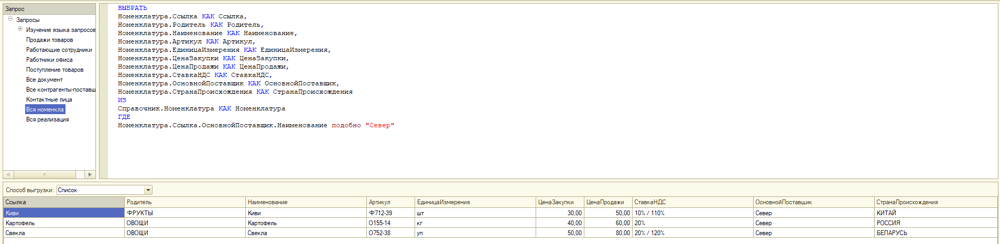 Запрос
Запросы
Изучение языка запросов
Продажи товаров
Работающие сотрудники
Работники офиса
Поступление товаров
Все документ
Все контрагенты-поставщ
Контактные лица
Вся номенкла
Вся реализация
ВЫБРАТЬ
Номенклатура.Ссылка КАК Ссылка,
Номенклатура.Родитель КАК Родитель,
Номенклатура.Наименование КАК Наименование,
Номенклатура.Артикул КАК Артикул,
Номенклатура.ЕдиницаИзмерения КАК ЕдиницаИзмерения,
Номенклатура.ЦенаЗакупки КАК ЦенаЗакупки,
Номенклатура.ЦенаПродажи КАК ЦенаПродажи,
Номенклатура.СтавкаНДС КАК СтавкаНДС,
Номенклатура.ОсновнойПоставщик КАК ОсновнойПоставщик,
Номенклатура.СтранаПроисхождения КАК СтранаПроисхождения
ИЗ
Справочник.Номенклатура КАК Номенклатура
ГДЕ
Номенклатура.Ссылка.ОсновнойПоставщик.Наименование подобно "Север"
Способ выгрузки: Список
Ссылка Родитель Наименование Артикул ЕдиницаИзмерения ЦенаЗакупки ЦенаПродажи СтавкаНДС ОсновнойПоставщик СтранаПроисхождения
Киви ФРУКТЫ Киви Ф712-39 шт 30,00 50,00 10% / 110% Север КИТАЙ
Картофель ОВОЩИ Картофель О155-14 кг 40,00 60,00 20% Север РОССИЯ
Свекла ОВОЩИ Свекла О752-38 уп 50,00 80,00 20% / 120% Север БЕЛАРУСЬ